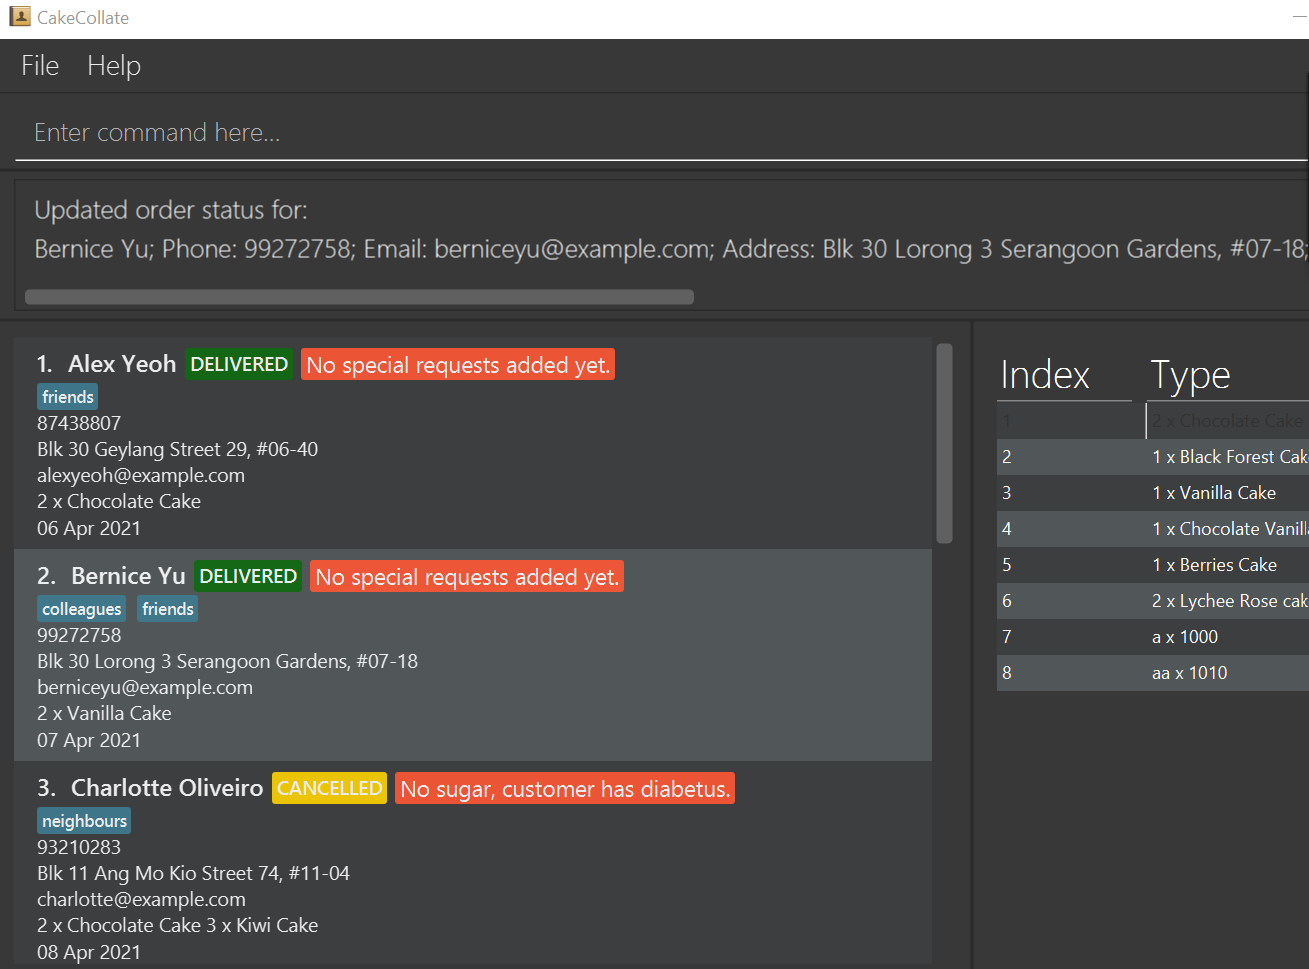 CakeCollate
File Help
Enter command here...
Updated order status for:
Bernice Yu; Phone: 99272758; Email: berniceyu@example.com; Address: Blk 30 Lorong 3 Serangoon Gardens, #07-18;
1. Alex Yeoh DELIVERED No special requests added yet.
friends
87438807
Blk 30 Geylang Street 29, #06-40
alexyeoh@example.com
2 x Chocolate Cake
06 Apr 2021
2. Bernice Yu DELIVERED No special requests added yet.
colleagues friends
99272758
Blk 30 Lorong 3 Serangoon Gardens, #07-18
berniceyu@example.com
2 x Vanilla Cake
07 Apr 2021
3. Charlotte Oliveiro CANCELLED No sugar, customer has diabetus.
neighbours
93210283
Blk 11 Ang Mo Kio Street 74, #11-04
charlotte@example.com
2 x Chocolate Cake 3 x Kiwi Cake
08 Apr 2021
Index Type
1 2 x Chocolate Cake
2 1 x Black Forest Cak
3 1 x Vanilla Cake
4 1 x Chocolate Vanill
5 1 x Berries Cake
6 2 x Lychee Rose cak
7 a x 1000
8 aa x 1010